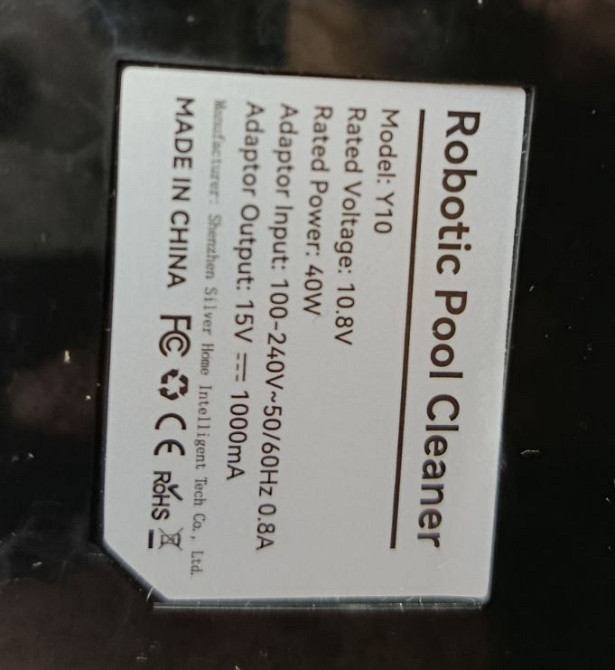 Robotic Pool Cleaner
Model: Y10
Rated Voltage: 10.8V
Rated Power: 40W
Adaptor Input: 100-240V~50/60Hz 0.8A
Adaptor Output: 15V ⎓ 1000mA
Manufacturer: Shenzhen Silver Home Intelligent Tech Co., Ltd.
MADE IN CHINA FC CE RoHS